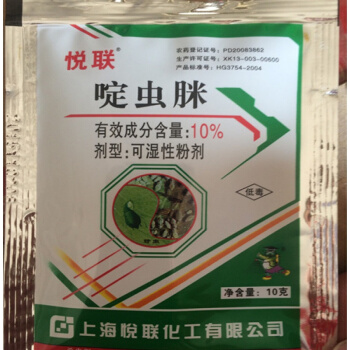 农药登记证号：PD20083862
生产许可证号：XK13-003-00600
产品标准号：HG3754-2004
悦联®
啶虫脒
有效成分含量：10%
剂型：可湿性粉剂
低毒
蚜虫
净含量：10克
上海悦联化工有限公司